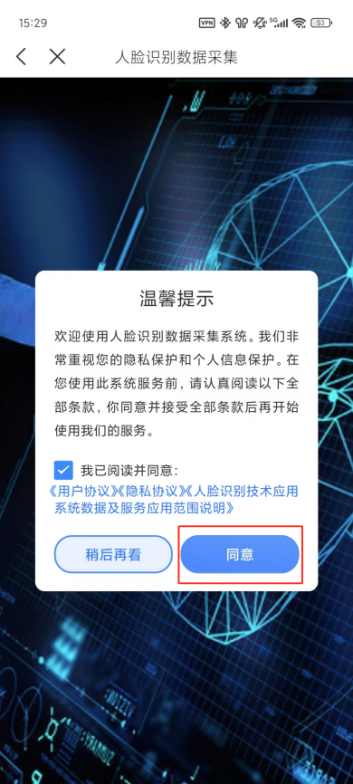 15:29
VPN
5G
53
人脸识别数据采集
温馨提示
欢迎使用人脸识别数据采集系统。我们非
常重视您的隐私保护和个人信息保护。在
您使用此系统服务前，请认真阅读以下全
部条款，你同意并接受全部条款后再开始
使用我们的服务。
我已阅读并同意：
《用户协议》《隐私协议》《人脸识别技术应用
系统数据及服务应用范围说明》
稍后再看
同意